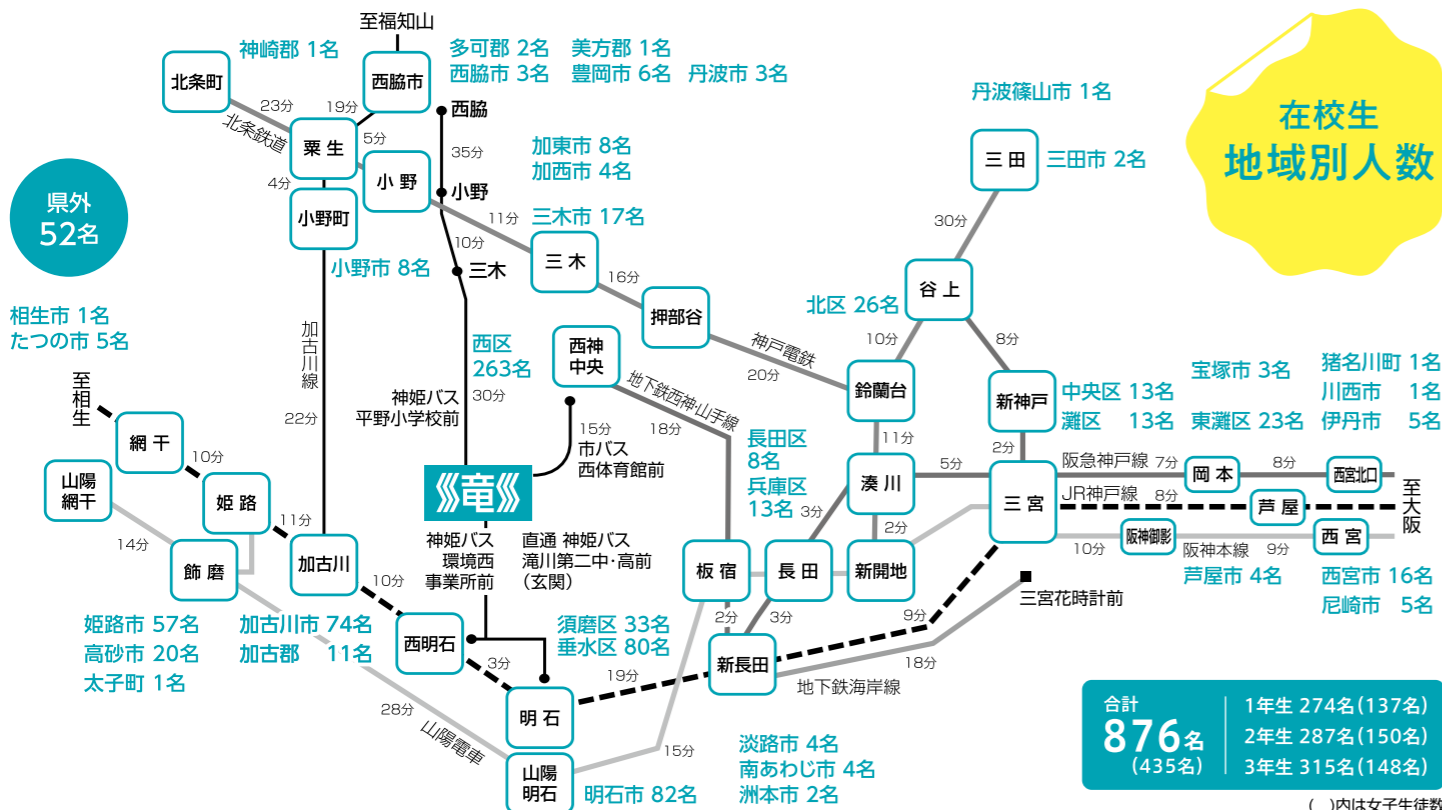 至福知山
神崎郡 1名
北条町
西脇市
多可郡 2名 美方郡 1名
西脇市 3名 豊岡市 6名 丹波市 3名
23分
19分
北条鉄道
西脇
丹波篠山市 1名
在校生
地域別人数
粟生
5分
35分
加東市 8名
加西市 4名
三田
三田市 2名
小野
4分
小野町
小野
県外
52名
11分
三木市 17名
30分
10分
小野市 8名
三木
三木
16分
谷上
北区 26名
押部谷
相生市 1名
たつの市 5名
加古川線
22分
西区
263名
西神
中央
神戸電鉄
20分
10分
8分
鈴蘭台
新神戸
中央区 13名
灘区 13名
宝塚市 3名
東灘区 23名
猪名川町 1名
川西市 1名
伊丹市 5名
至相生
神姫バス
平野小学校前
30分
15分
市バス
西体育館前
地下鉄西神・山手線
18分
長田区
8名
兵庫区
13名
11分
2分
網干
10分
山陽
網干
姫路
竜
湊川
5分
阪急神戸線
7分
岡本
8分
西宮北口
三宮
JR神戸線
8分
芦屋
至大阪
3分
2分
11分
14分
飾磨
加古川
神姫バス
環境西
事業所前
直通 神姫バス
滝川第二中・高前
(玄関)
板宿
長田
新開地
10分
阪神御影
阪神本線
9分
西宮
芦屋市 4名
西宮市 16名
尼崎市 5名
10分
三宮花時計前
姫路市 57名
高砂市 20名
太子町 1名
加古川市 74名
加古郡 11名
西明石
3分
須磨区 33名
垂水区 80名
2分
3分
9分
新長田
19分
18分
地下鉄海岸線
明石
28分
山陽電車
15分
山陽
明石
明石市 82名
淡路市 4名
南あわじ市 4名
洲本市 2名
合計
876名
(435名)
1年生 274名(137名)
2年生 287名(150名)
3年生 315名(148名)
( )内は女子生徒数